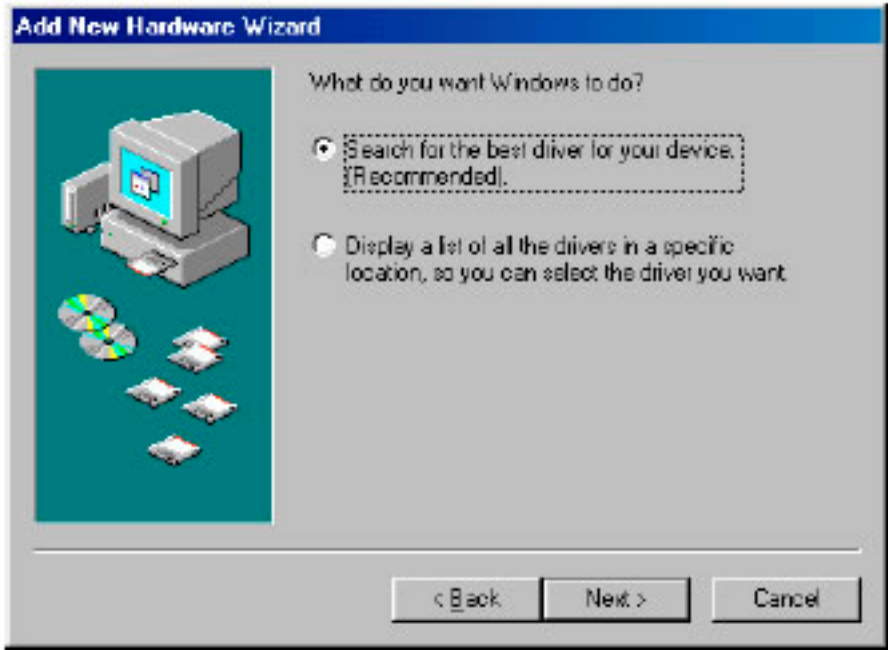 Add New Hardware Wizard
What do you want Windows to do?
Search for the best driver for your device.
(Recommended).
Display a list of all the drivers in a specific
location, so you can select the driver you want.
< Back
Next >
Cancel